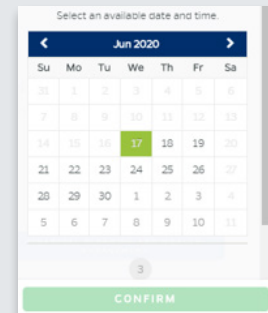 Select an available date and time.
Jun 2020
Su Mo Tu We Th Fr Sa
31 1 2 3 4 5 6
7 8 9 10 11 12 13
14 15 16 17 18 19 20
21 22 23 24 25 26 27
28 29 30 1 2 3 4
5 6 7 8 9 10 11
3
CONFIRM